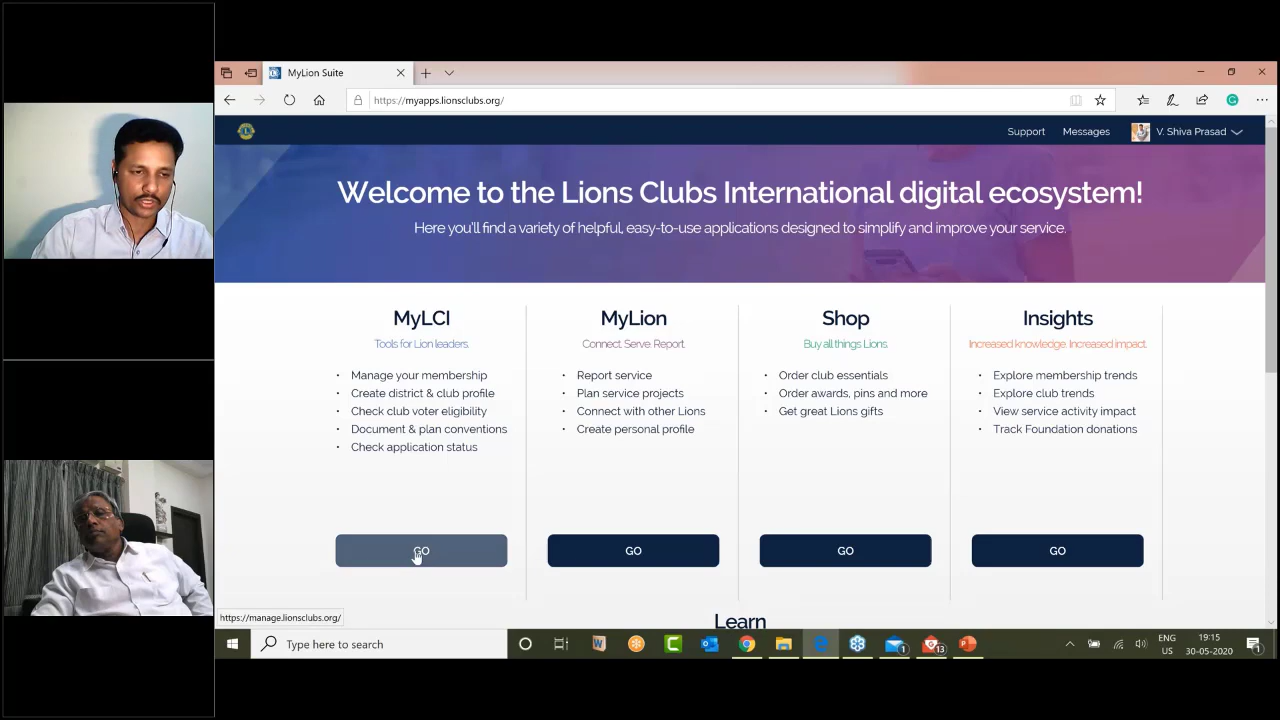 MyLion Suite
https://myapps.lionsclubs.org/
Support Messages V. Shiva Prasad
Welcome to the Lions Clubs International digital ecosystem!
Here you'll find a variety of helpful, easy-to-use applications designed to simplify and improve your service.
MyLCI
Tools for Lion leaders.
• Manage your membership
• Create district & club profile
• Check club voter eligibility
• Document & plan conventions
• Check application status
GO
MyLion
Connect. Serve. Report.
• Report service
• Plan service projects
• Connect with other Lions
• Create personal profile
GO
Shop
Buy all things Lions.
• Order club essentials
• Order awards, pins and more
• Get great Lions gifts
GO
Insights
Increased knowledge. Increased impact.
• Explore membership trends
• Explore club trends
• View service activity impact
• Track Foundation donations
GO
Learn
https://manage.lionsclubs.org/
Type here to search
1
13
ENG
US
19:15
30-05-2020
1